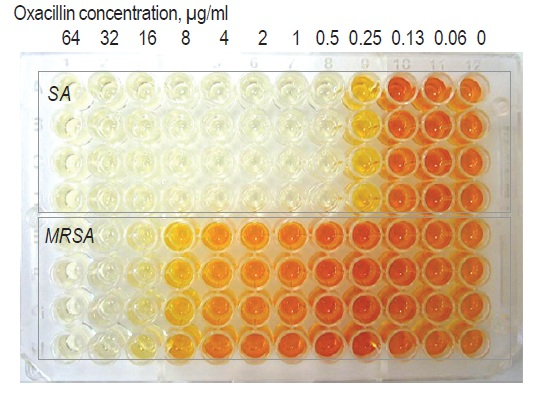 Oxacillin concentration, µg/ml
64 32 16 8 4 2 1 0.5 0.25 0.13 0.06 0
SA
MRSA